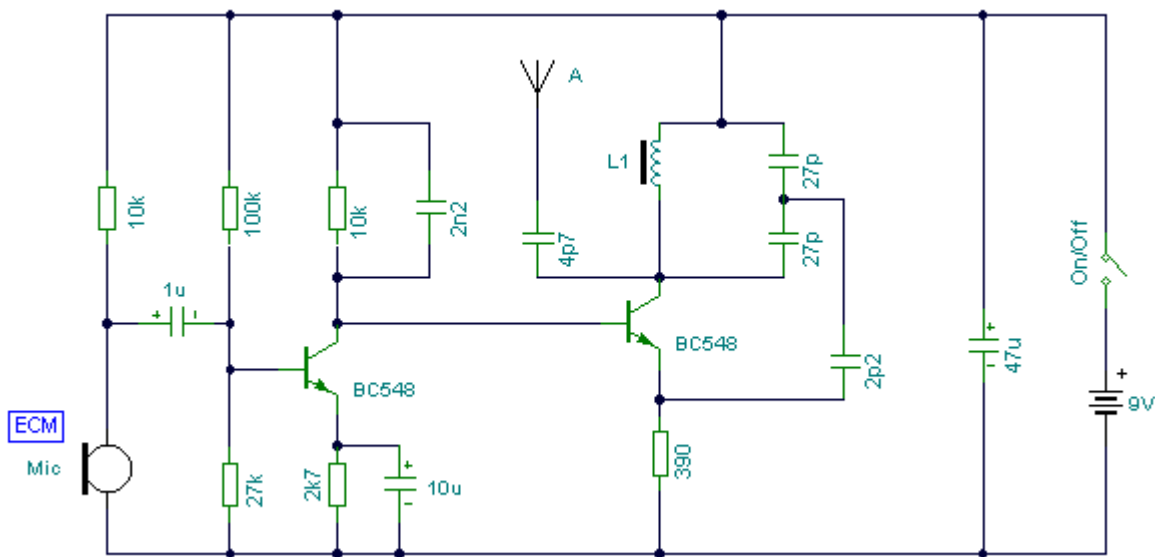 A
L1
27p
10k
100k
10k
2n2
4p7
27p
On/Off
1u
+
-
BC548
BC548
2p2
+
47u
-
+
9V
ECM
Mic
27k
2k7
+
10u
-
390